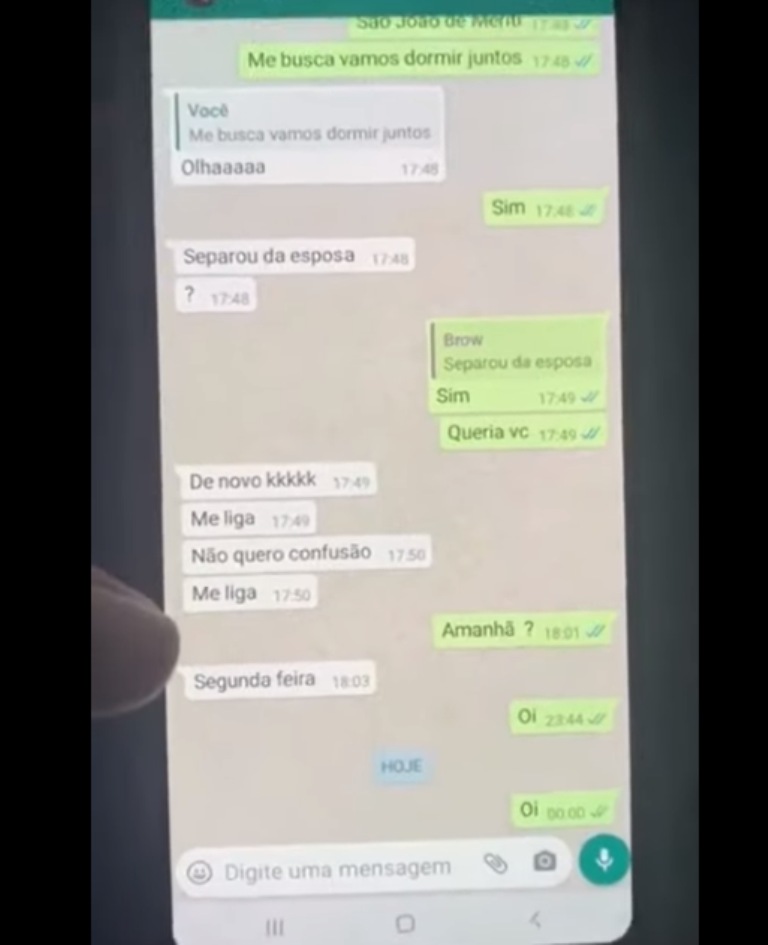 São João de Meriti 17:48
Me busca vamos dormir juntos 17:48
Você
Me busca vamos dormir juntos
Olhaaaaa 17:48
Sim 17:48
Separou da esposa 17:48
? 17:48
Brow
Separou da esposa
Sim 17:49
Queria vc 17:49
De novo kkkkk 17:49
Me liga 17:49
Não quero confusão 17:50
Me liga 17:50
Amanhã ? 18:01
Segunda feira 18:03
Oi 23:44
HOJE
Oi 00:00
Digite uma mensagem